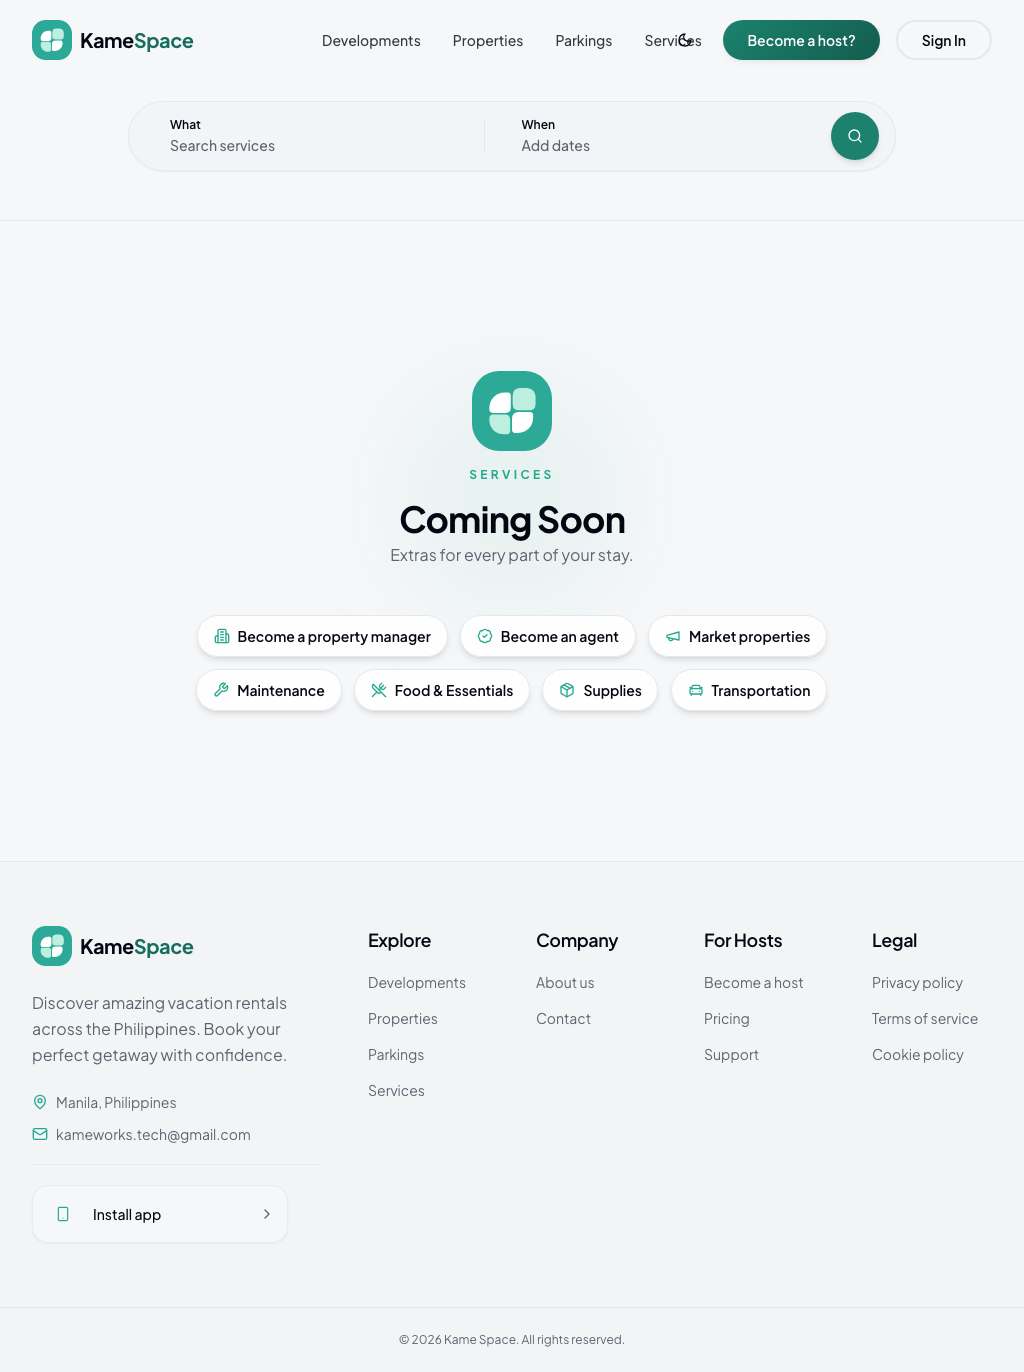 KameSpace
Developments
Properties
Parkings
Services
Become a host?
Sign In
What
Search services
When
Add dates
SERVICES
Coming Soon
Extras for every part of your stay.
Become a property manager
Become an agent
Market properties
Maintenance
Food & Essentials
Supplies
Transportation
KameSpace
Discover amazing vacation rentals
across the Philippines. Book your
perfect getaway with confidence.
Manila, Philippines
kameworks.tech@gmail.com
Install app
Explore
Developments
Properties
Parkings
Services
Company
About us
Contact
For Hosts
Become a host
Pricing
Support
Legal
Privacy policy
Terms of service
Cookie policy
© 2026 Kame Space. All rights reserved.